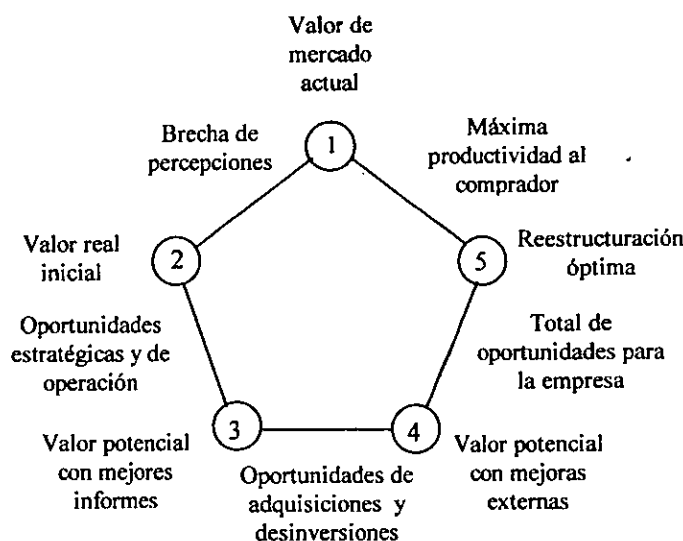 Valor de
mercado
actual
1
Brecha de
percepciones
Máxima
productividad al
comprador
Valor real
inicial
2
5
Reestructuración
óptima
Oportunidades
estratégicas y de
operación
Total de
oportunidades para
la empresa
3
4
Valor potencial
con mejores
informes
Oportunidades de
adquisiciones y
desinversiones
Valor potencial
con mejoras
externas